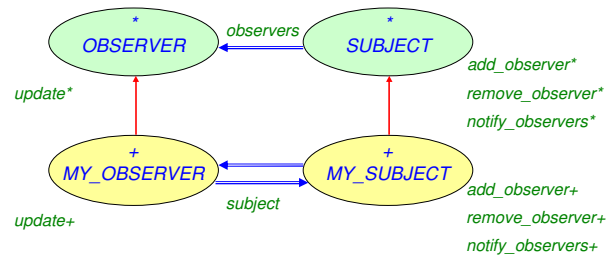 *
OBSERVER
observers
*
SUBJECT
update*
add_observer*
remove_observer*
notify_observers*
+
MY_OBSERVER
subject
+
MY_SUBJECT
update+
add_observer+
remove_observer+
notify_observers+